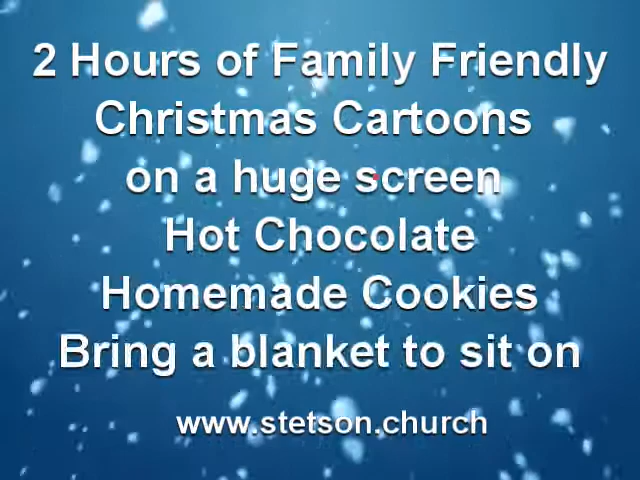 2 Hours of Family Friendly
Christmas Cartoons
on a huge screen
Hot Chocolate
Homemade Cookies
Bring a blanket to sit on
www.stetson.church